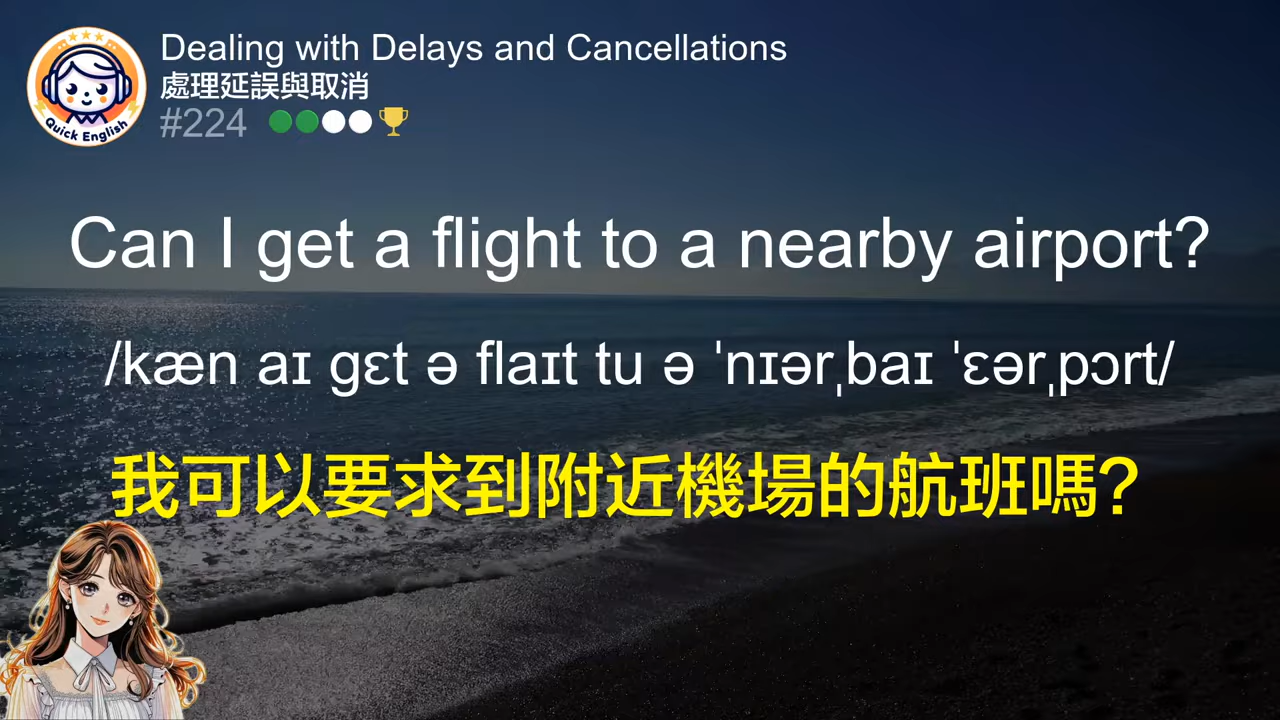 Dealing with Delays and Cancellations
處理延誤與取消
#224
Quick English
Can I get a flight to a nearby airport?
/kæn aɪ gɛt ə flaɪt tu ə ˈnɪərˌbaɪ ˈɛərˌpɔrt/
我可以要求到附近機場的航班嗎?